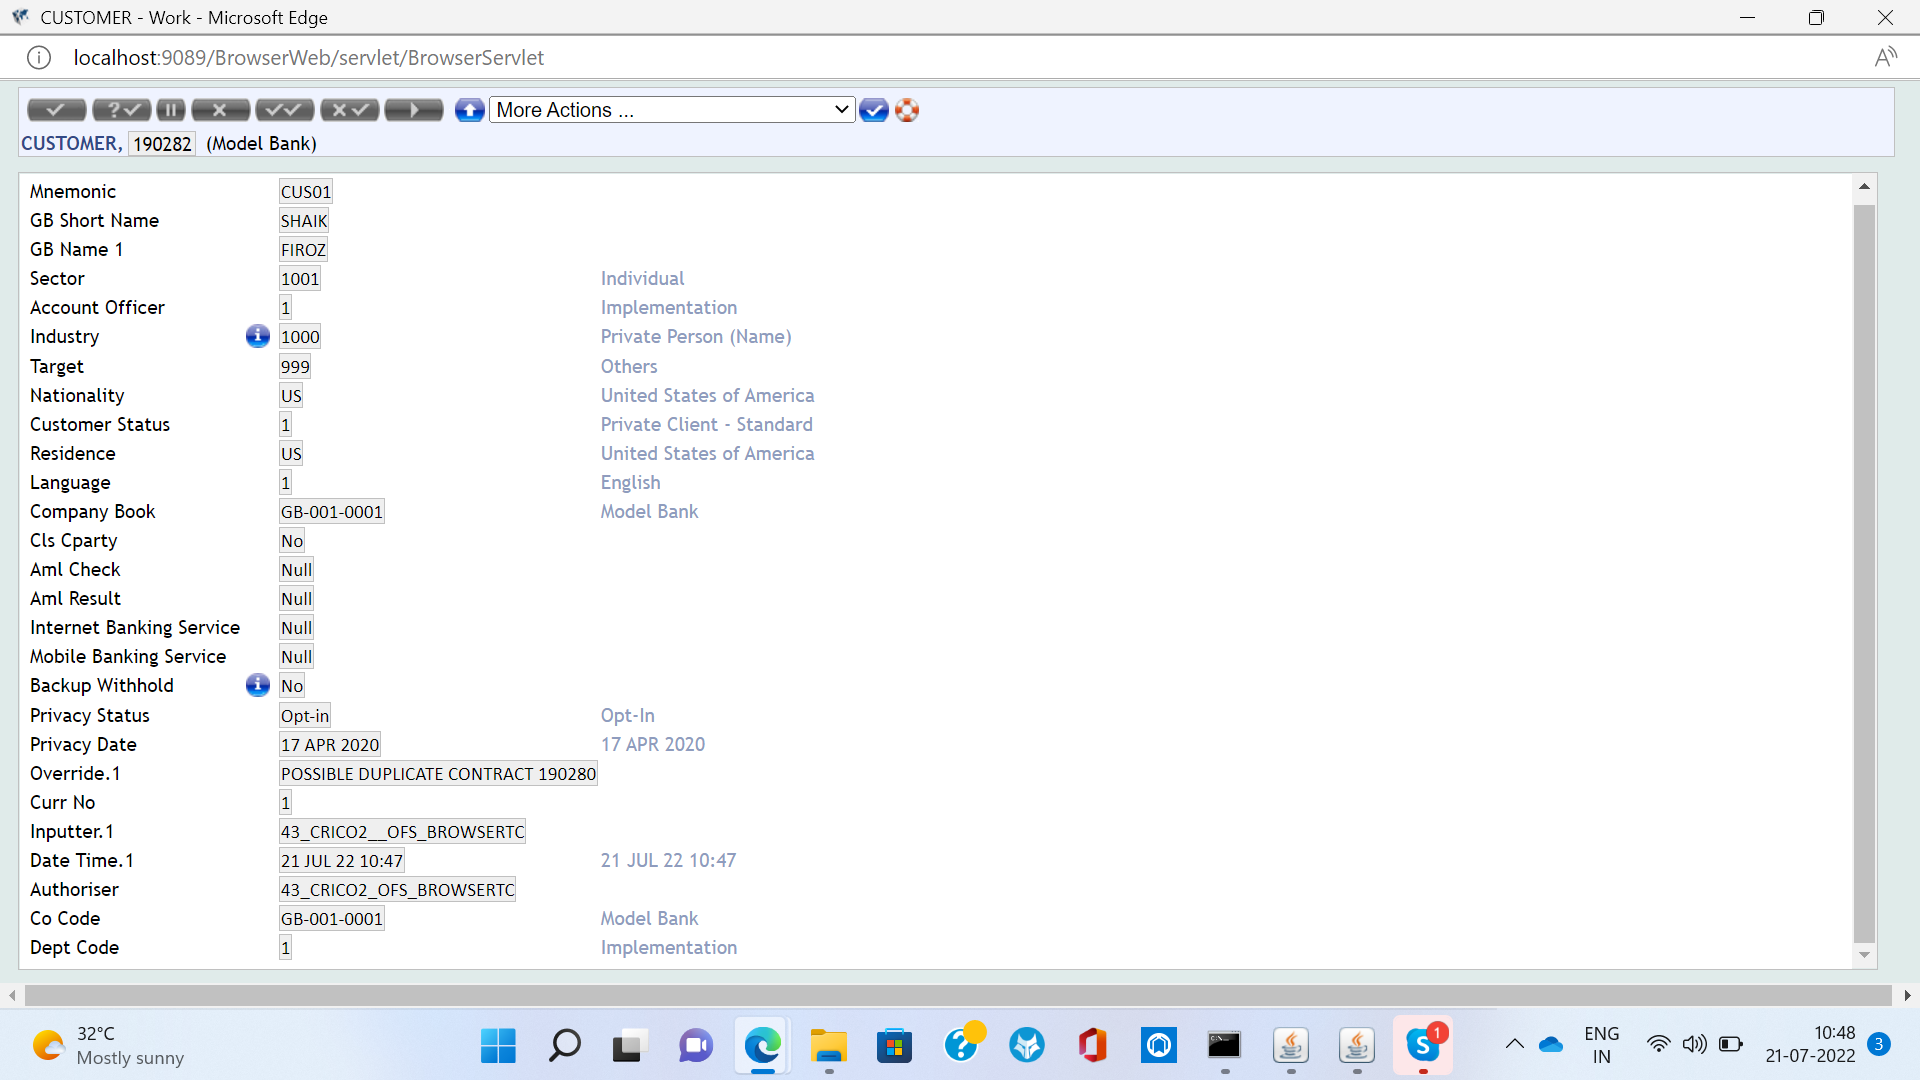 CUSTOMER - Work - Microsoft Edge
localhost:9089/BrowserWeb/servlet/BrowserServlet
More Actions ...
CUSTOMER, 190282 (Model Bank)
Mnemonic CUS01
GB Short Name SHAIK
GB Name 1 FIROZ
Sector 1001 Individual
Account Officer 1 Implementation
Industry 1000 Private Person (Name)
Target 999 Others
Nationality US United States of America
Customer Status 1 Private Client - Standard
Residence US United States of America
Language 1 English
Company Book GB-001-0001 Model Bank
Cls Cparty No
Aml Check Null
Aml Result Null
Internet Banking Service Null
Mobile Banking Service Null
Backup Withhold No
Privacy Status Opt-in Opt-In
Privacy Date 17 APR 2020 17 APR 2020
Override.1 POSSIBLE DUPLICATE CONTRACT 190280
Curr No 1
Inputter.1 43_CRICO2__OFS_BROWSERTC
Date Time.1 21 JUL 22 10:47 21 JUL 22 10:47
Authoriser 43_CRICO2_OFS_BROWSERTC
Co Code GB-001-0001 Model Bank
Dept Code 1 Implementation
32°C
Mostly sunny
1
ENG
IN
10:48
21-07-2022
3